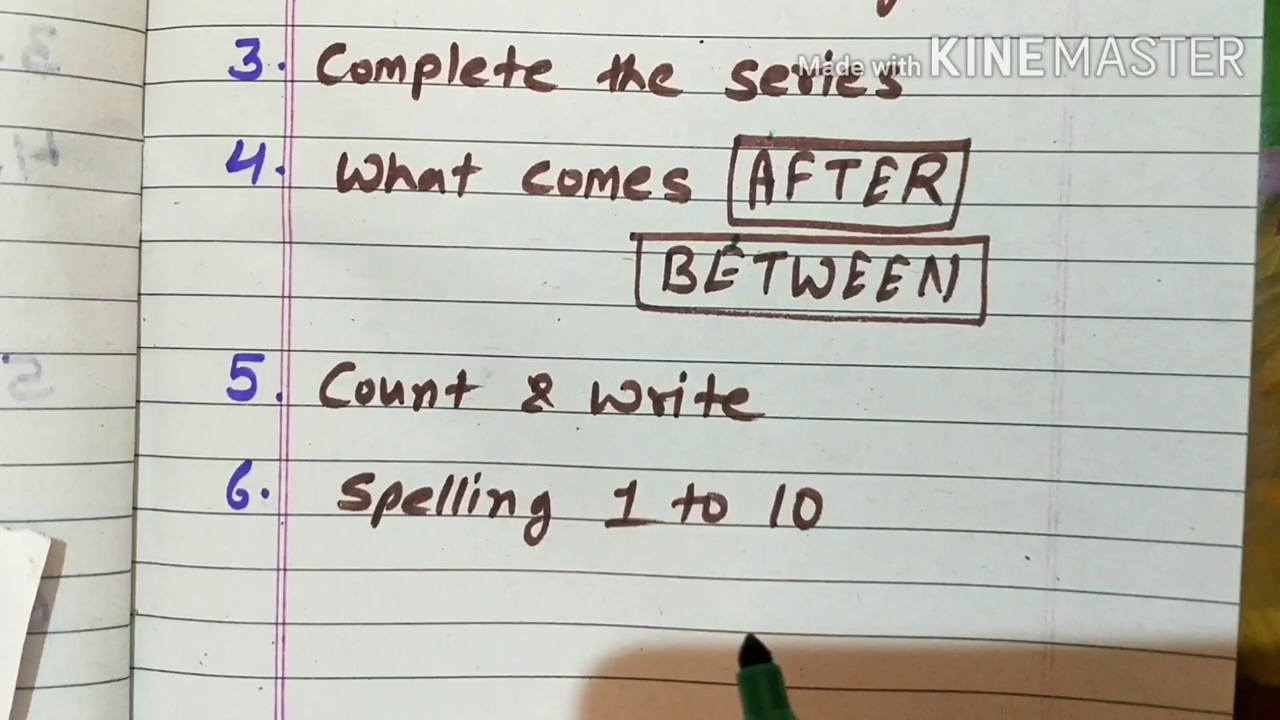 3. Complete the series
Made with KINEMASTER
4. What comes AFTER
BETWEEN
5. Count & write
6. Spelling 1 to 10